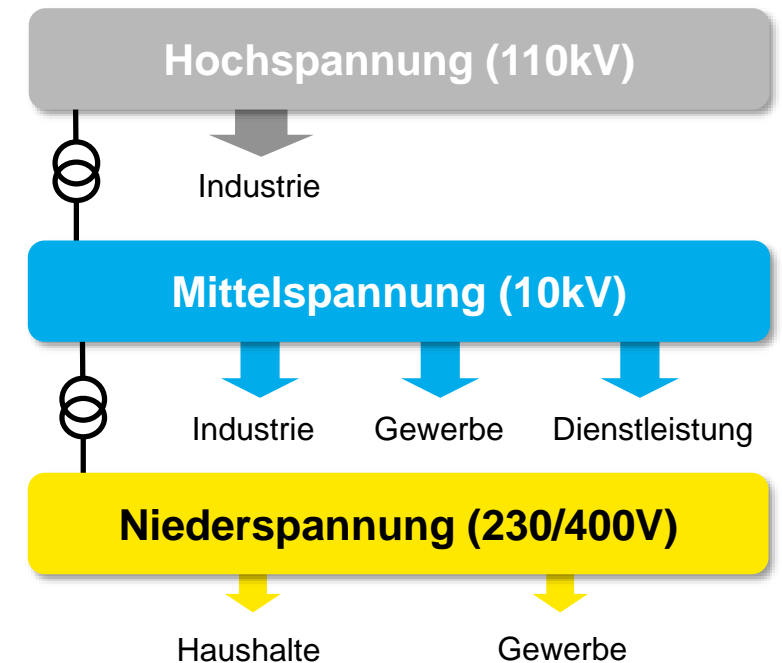 Hochspannung (110kV)
Industrie
Mittelspannung (10kV)
Industrie Gewerbe Dienstleistung
Niederspannung (230/400V)
Haushalte Gewerbe